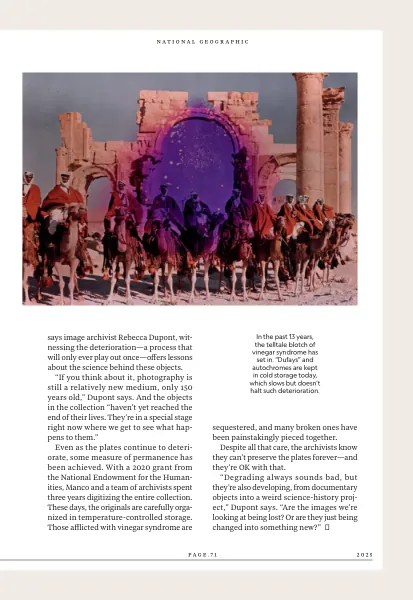 NATIONAL GEOGRAPHIC
says image archivist Rebecca Dupont, wit-
nessing the deterioration—a process that
will only ever play out once—offers lessons
about the science behind these objects.
"If you think about it, photography is
still a relatively new medium, only 150
years old," Dupont says. And the objects
in the collection "haven't yet reached the
end of their lives. They're in a special stage
right now where we get to see what hap-
pens to them."
Even as the plates continue to deteri-
orate, some measure of permanence has
been achieved. With a 2020 grant from
the National Endowment for the Human-
ities, Manco and a team of archivists spent
three years digitizing the entire collection.
These days, the originals are carefully orga-
nized in temperature-controlled storage.
Those afflicted with vinegar syndrome are
In the past 13 years,
the telltale blotch of
vinegar syndrome has
set in. "Dufays" and
autochromes are kept
in cold storage today,
which slows but doesn't
halt such deterioration.
sequestered, and many broken ones have
been painstakingly pieced together.
Despite all that care, the archivists know
they can't preserve the plates forever—and
they're OK with that.
"Degrading always sounds bad, but
they're also developing, from documentary
objects into a weird science-history proj-
ect," Dupont says. "Are the images we're
looking at being lost? Or are they just being
changed into something new?"
PAGE.71